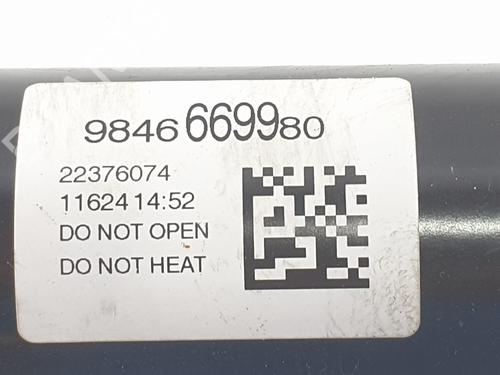 9846669980
22376074
11624 14:52
DO NOT OPEN
DO NOT HEAT